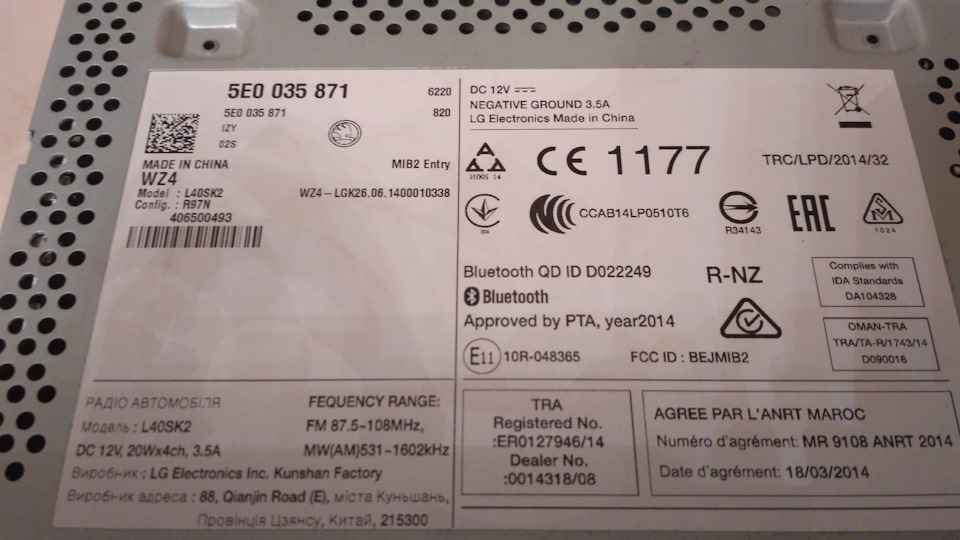 5E0 035 871
6220
5E0 035 871
820
IZY
02S
MADE IN CHINA
MIB2 Entry
WZ4
Model : L40SK2
WZ4-LGK26.06.1400010338
Config. : R97N
406500493
DC 12V
NEGATIVE GROUND 3.5A
LG Electronics Made in China
CE 1177
TRC/LPD/2014/32
CCAB14LP0510T6
R34143
EAC
1024
Bluetooth QD ID D022249
R-NZ
Complies with
IDA Standards
DA104328
Bluetooth
Approved by PTA, year2014
OMAN-TRA
TRA/TA-R/1743/14
D090016
E11 10R-048365
FCC ID : BEJMIB2
РАДІО АВТОМОБІЛЯ
FEQUENCY RANGE:
Модель : L40SK2
FM 87.5~108MHz,
DC 12V, 20Wx4ch, 3.5A
MW(AM)531~1602kHz
Виробник : LG Electronics Inc. Kunshan Factory
Виробник адреса : 88, Qianjin Road (E), міста Куньшань,
Провінція Цзянсу, Китай, 215300
TRA
Registered No.
:ER0127946/14
Dealer No.
:0014318/08
AGREE PAR L'ANRT MAROC
Numéro d'agrément: MR 9108 ANRT 2014
Date d'agrément: 18/03/2014